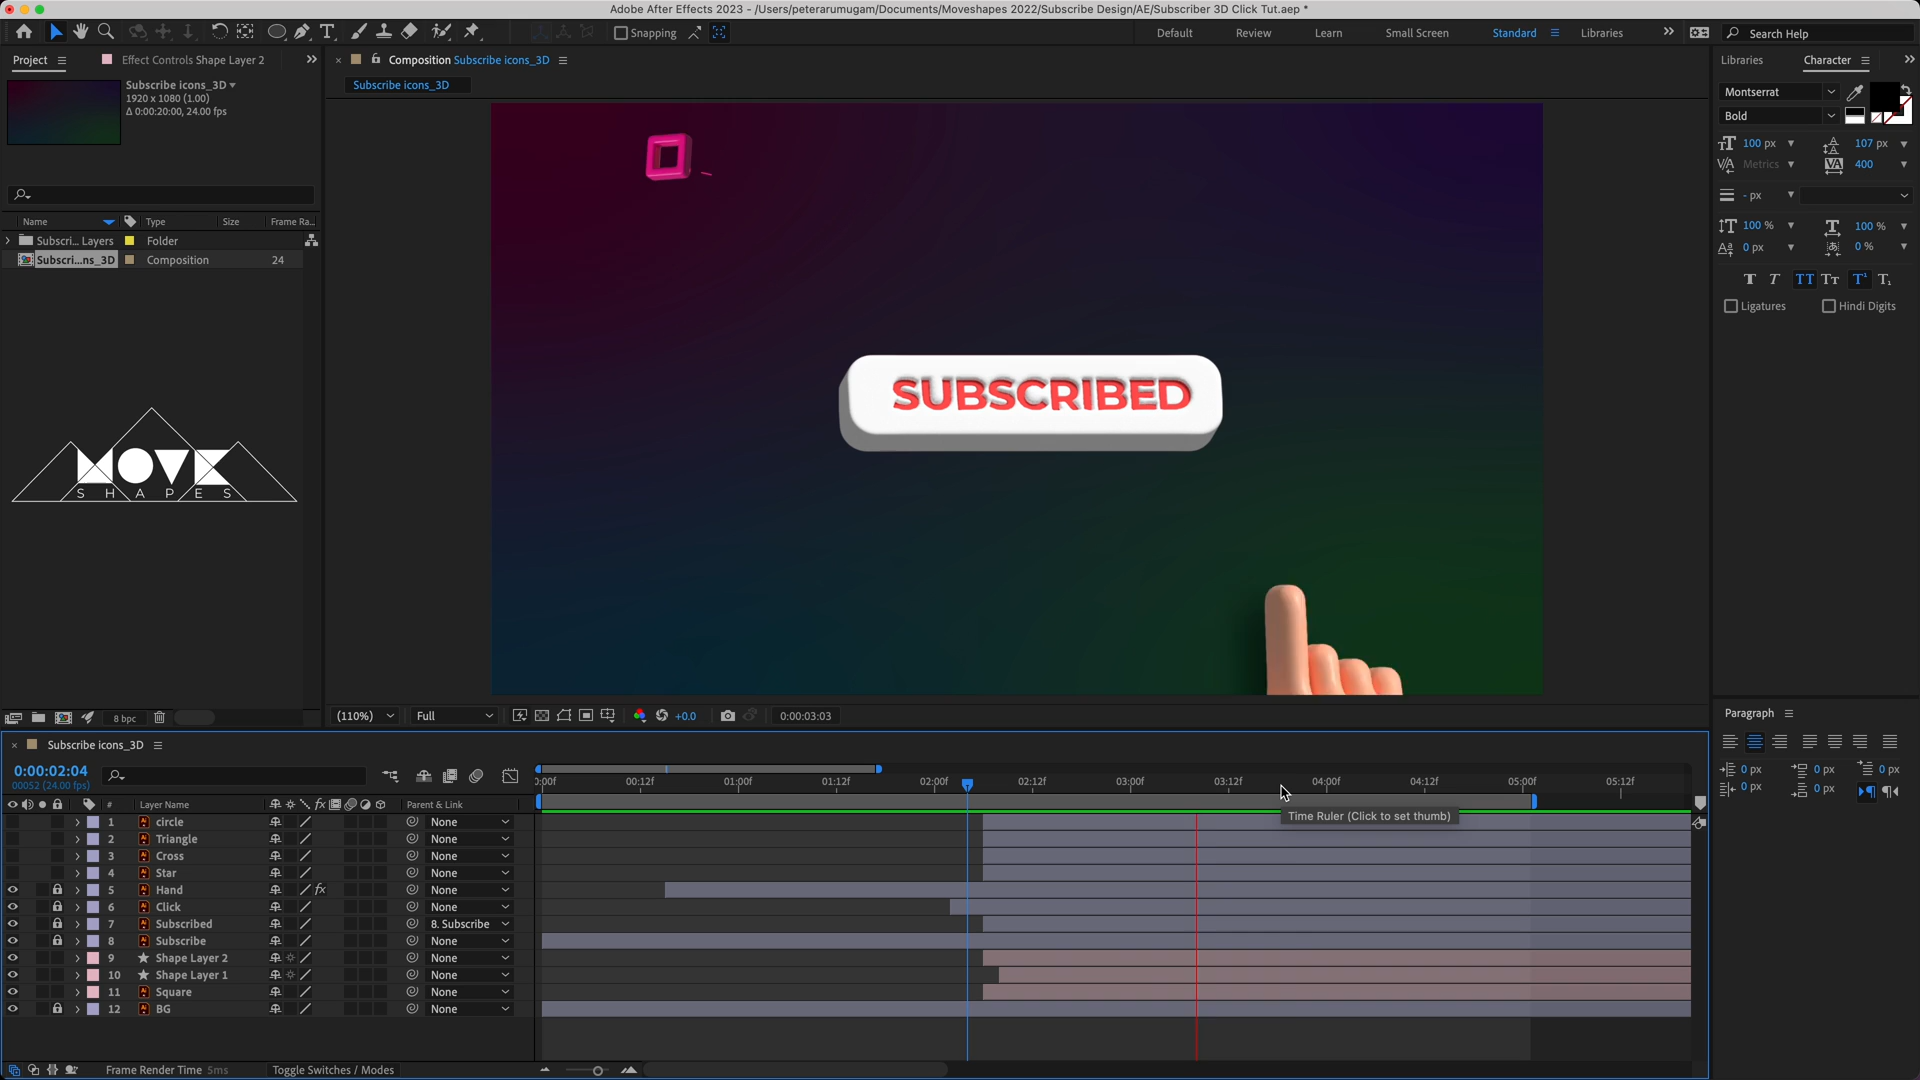 Adobe After Effects 2023 - /Users/peterarumugam/Documents/Moveshapes 2022/Subscribe Design/AE/Subscriber 3D Click Tut.aep *
Snapping
Default
Review
Learn
Small Screen
Standard
Libraries
Search Help
Project
Effect Controls Shape Layer 2
Composition Subscribe icons_3D
Libraries
Character
Subscribe icons_3D
1920 x 1080 (1.00)
Δ 0:00:20:00, 24.00 fps
Subscribe icons_3D
Montserrat
Bold
100 px
107 px
Metrics
400
- px
100 %
100 %
0 px
0 %
Ligatures
Hindi Digits
Name
Type
Size
Frame Ra...
Subscri... Layers
Folder
Subscri...ns_3D
Composition
24
MOVE
SHAPES
SUBSCRIBED
8 bpc
(110%)
Full
+0.0
0:00:03:03
Paragraph
0 px
0 px
0 px
0 px
0 px
Subscribe icons_3D
0:00:02:04
00052 (24.00 fps)
0:00f
00:12f
01:00f
01:12f
02:00f
02:12f
03:00f
03:12f
04:00f
04:12f
05:00f
05:12f
Time Ruler (Click to set thumb)
#
Layer Name
Parent & Link
1 circle None
2 Triangle None
3 Cross None
4 Star None
5 Hand fx None
6 Click None
7 Subscribed 8. Subscribe
8 Subscribe None
9 Shape Layer 2 None
10 Shape Layer 1 None
11 Square None
12 BG None
Frame Render Time 5ms
Toggle Switches / Modes